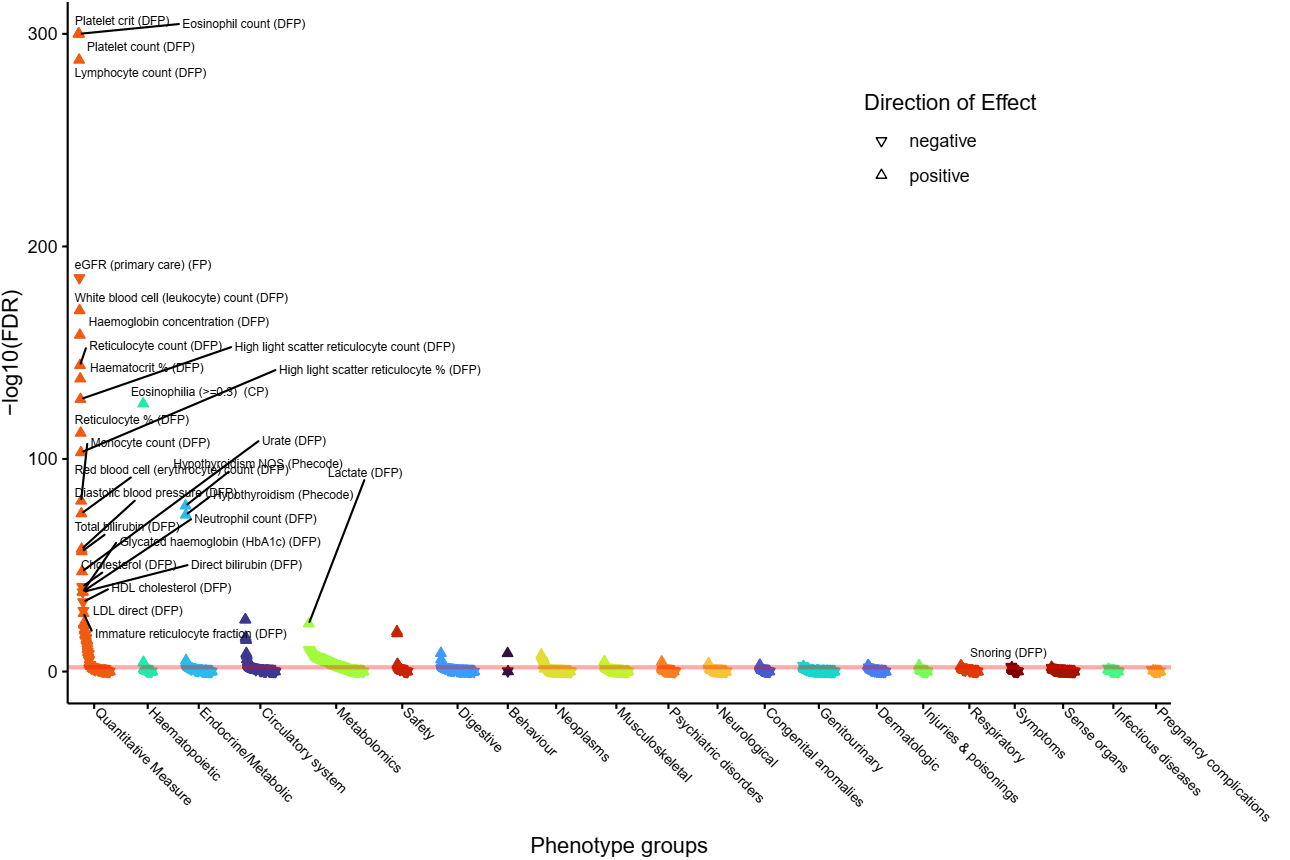 Platelet crit (DFP)
Eosinophil count (DFP)
300
Platelet count (DFP)
Lymphocyte count (DFP)
Direction of Effect
negative
positive
200
eGFR (primary care) (FP)
White blood cell (leukocyte) count (DFP)
Haemoglobin concentration (DFP)
Reticulocyte count (DFP)
High light scatter reticulocyte count (DFP)
Haematocrit % (DFP)
High light scatter reticulocyte % (DFP)
−log10(FDR)
Eosinophilia (>=0.3) (CP)
Reticulocyte % (DFP)
Monocyte count (DFP)
Urate (DFP)
100
Hypothyroidism NOS (Phecode)
Red blood cell (erythrocyte) count (DFP)
Lactate (DFP)
Diastolic blood pressure (DFP)
Hypothyroidism (Phecode)
Neutrophil count (DFP)
Total bilirubin (DFP)
Glycated haemoglobin (HbA1c) (DFP)
Cholesterol (DFP)
Direct bilirubin (DFP)
HDL cholesterol (DFP)
LDL direct (DFP)
Immature reticulocyte fraction (DFP)
Snoring (DFP)
0
Quantitative Measure
Haematopoietic
Endocrine/Metabolic
Circulatory system
Metabolomics
Safety
Digestive
Behaviour
Neoplasms
Musculoskeletal
Psychiatric disorders
Neurological
Congenital anomalies
Genitourinary
Dermatologic
Injuries & poisonings
Respiratory
Symptoms
Sense organs
Infectious diseases
Pregnancy complications
Phenotype groups